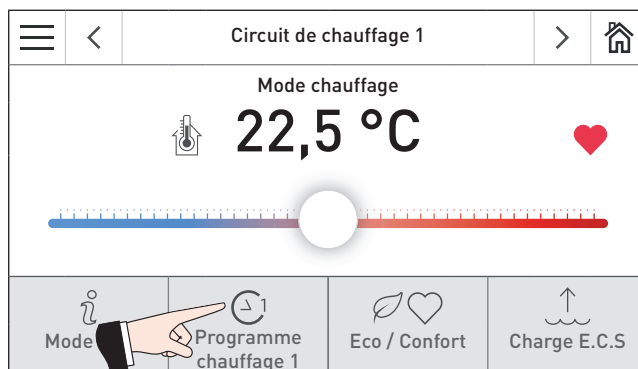 Circuit de chauffage 1
Mode chauffage
22,5 °C
1
Mode
Programme
chauffage 1
Eco / Confort
Charge E.C.S